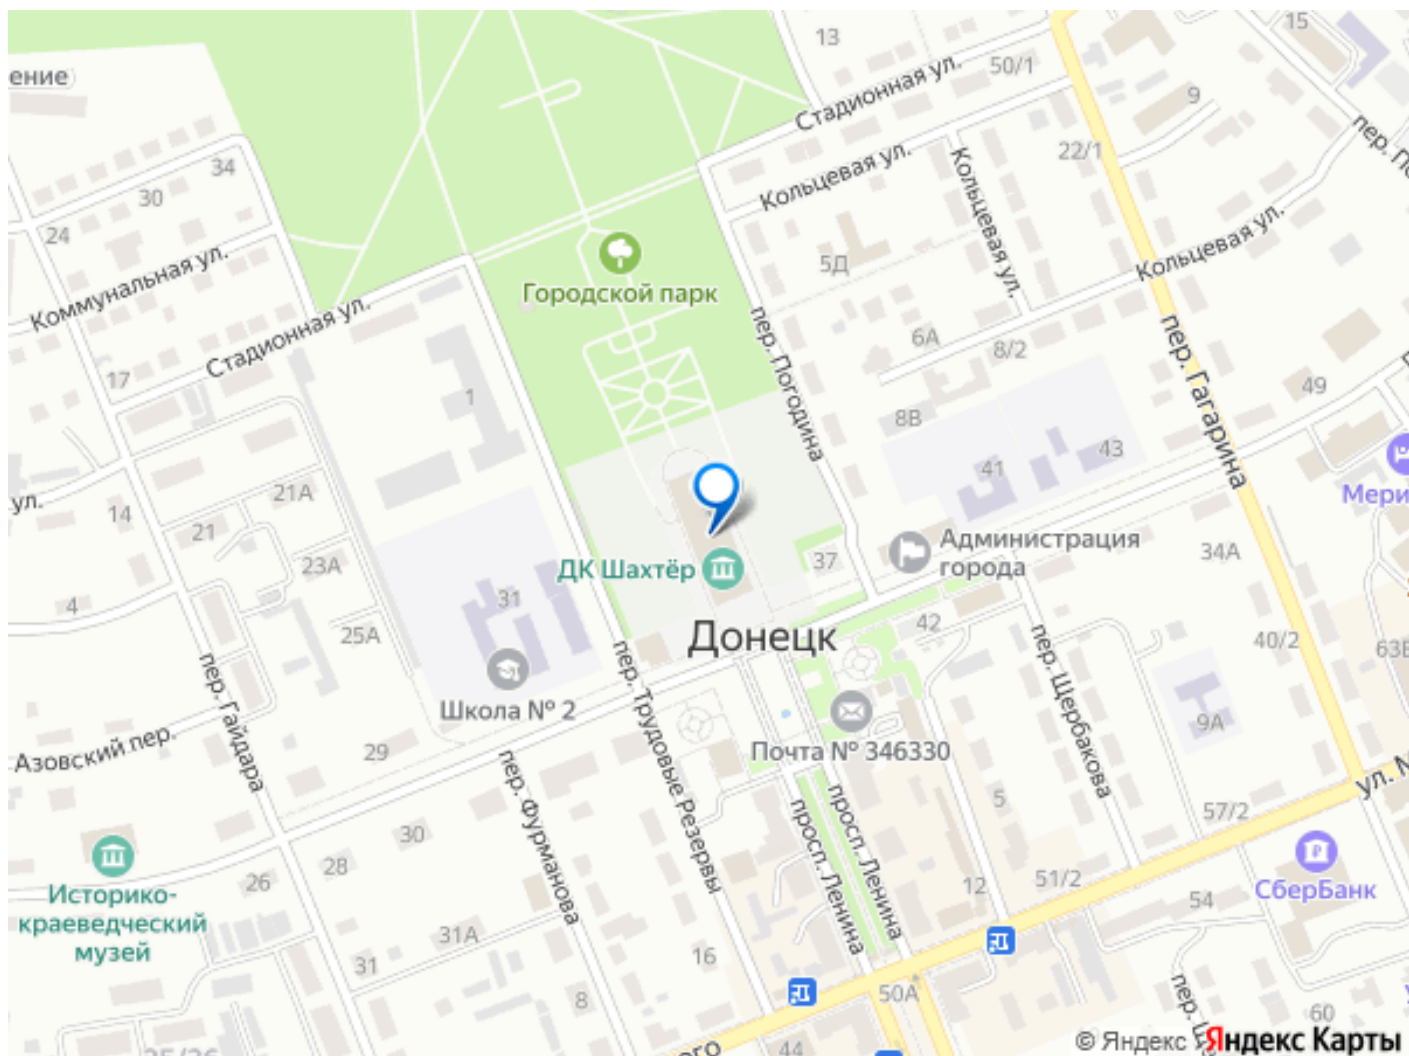 ение
13
50/1
Стадионная ул.
15
9
22/1
пер. По
34
30
24
Кольцевая ул.
Кольцевая ул.
Кольцевая ул.
Коммунальная ул.
Стадионная ул.
Городской парк
5Д
пер. Погодина
6А
8/2
пер. Гагарина
17
1
49
8В
41
43
Мери
ул.
14
21А
21
23А
ДК Шахтёр
37
Администрация
города
34А
4
31
25А
Донецк
42
40/2
63В
Школа № 2
пер. Гайдара
пер. Трудовые Резервы
пер. Щербакова
9А
Азовский пер.
29
Почта № 346330
пер. Фурманова
просп. Ленина
просп. Ленина
5
57/2
ул. М
30
28
26
Историко-
краеведческий
музей
12
51/2
54
СберБанк
31А
31
16
8
50А
60
44
ого
25/26
© Яндекс
Яндекс Карты